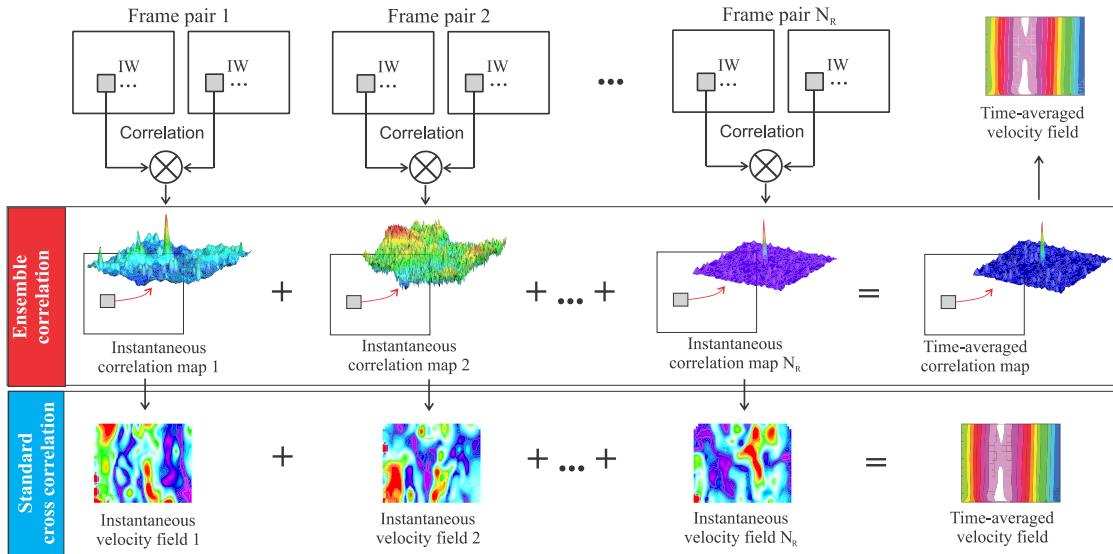 Frame pair 1
Frame pair 2
Frame pair N_R
IW
...
IW
...
IW
...
IW
...
...
IW
...
IW
...
Correlation
Correlation
Correlation
Time-averaged
velocity field
Ensemble
correlation
+
+
+ ... +
=
Instantaneous
correlation map 1
Instantaneous
correlation map 2
Instantaneous
correlation map N_R
Time-averaged
correlation map
Standard
cross correlation
+
+ ... +
=
Instantaneous
velocity field 1
Instantaneous
velocity field 2
Instantaneous
velocity field N_R
Time-averaged
velocity field